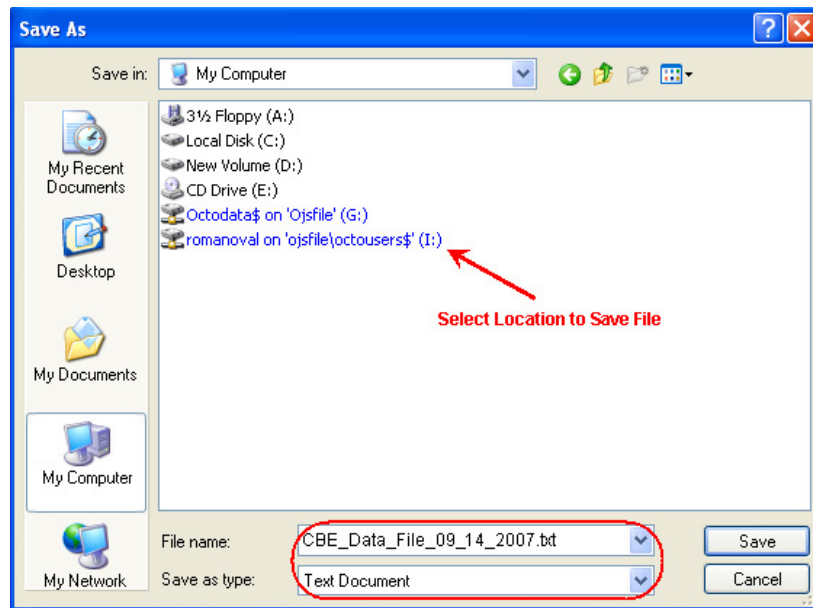 Save As
Save in:
My Computer
3½ Floppy (A:)
Local Disk (C:)
New Volume (D:)
CD Drive (E:)
Octodata$ on 'Ojsfile' (G:)
romanoval on 'ojsfile\octousers$' (I:)
Select Location to Save File
My Recent
Documents
Desktop
My Documents
My Computer
My Network
File name:
CBE_Data_File_09_14_2007.txt
Save
Save as type:
Text Document
Cancel